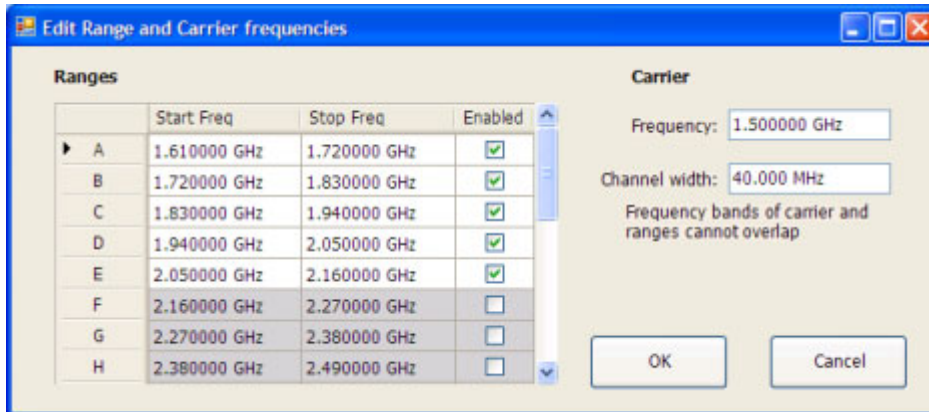 Edit Range and Carrier frequencies
Ranges
Start Freq Stop Freq Enabled
A 1.610000 GHz 1.720000 GHz
B 1.720000 GHz 1.830000 GHz
C 1.830000 GHz 1.940000 GHz
D 1.940000 GHz 2.050000 GHz
E 2.050000 GHz 2.160000 GHz
F 2.160000 GHz 2.270000 GHz
G 2.270000 GHz 2.380000 GHz
H 2.380000 GHz 2.490000 GHz
Carrier
Frequency: 1.500000 GHz
Channel width: 40.000 MHz
Frequency bands of carrier and
ranges cannot overlap
OK Cancel